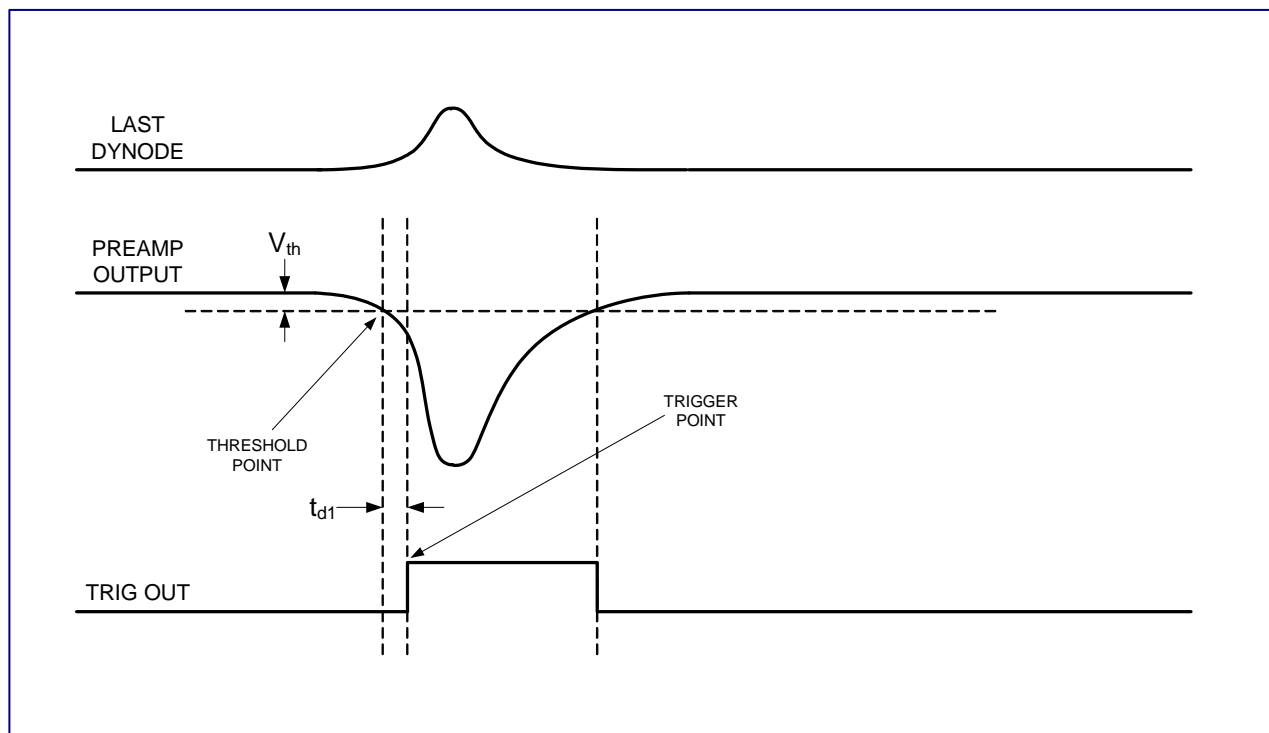 LAST
DYNODE
PREAMP
OUTPUT
Vth
THRESHOLD
POINT
TRIGGER
POINT
td1
TRIG OUT